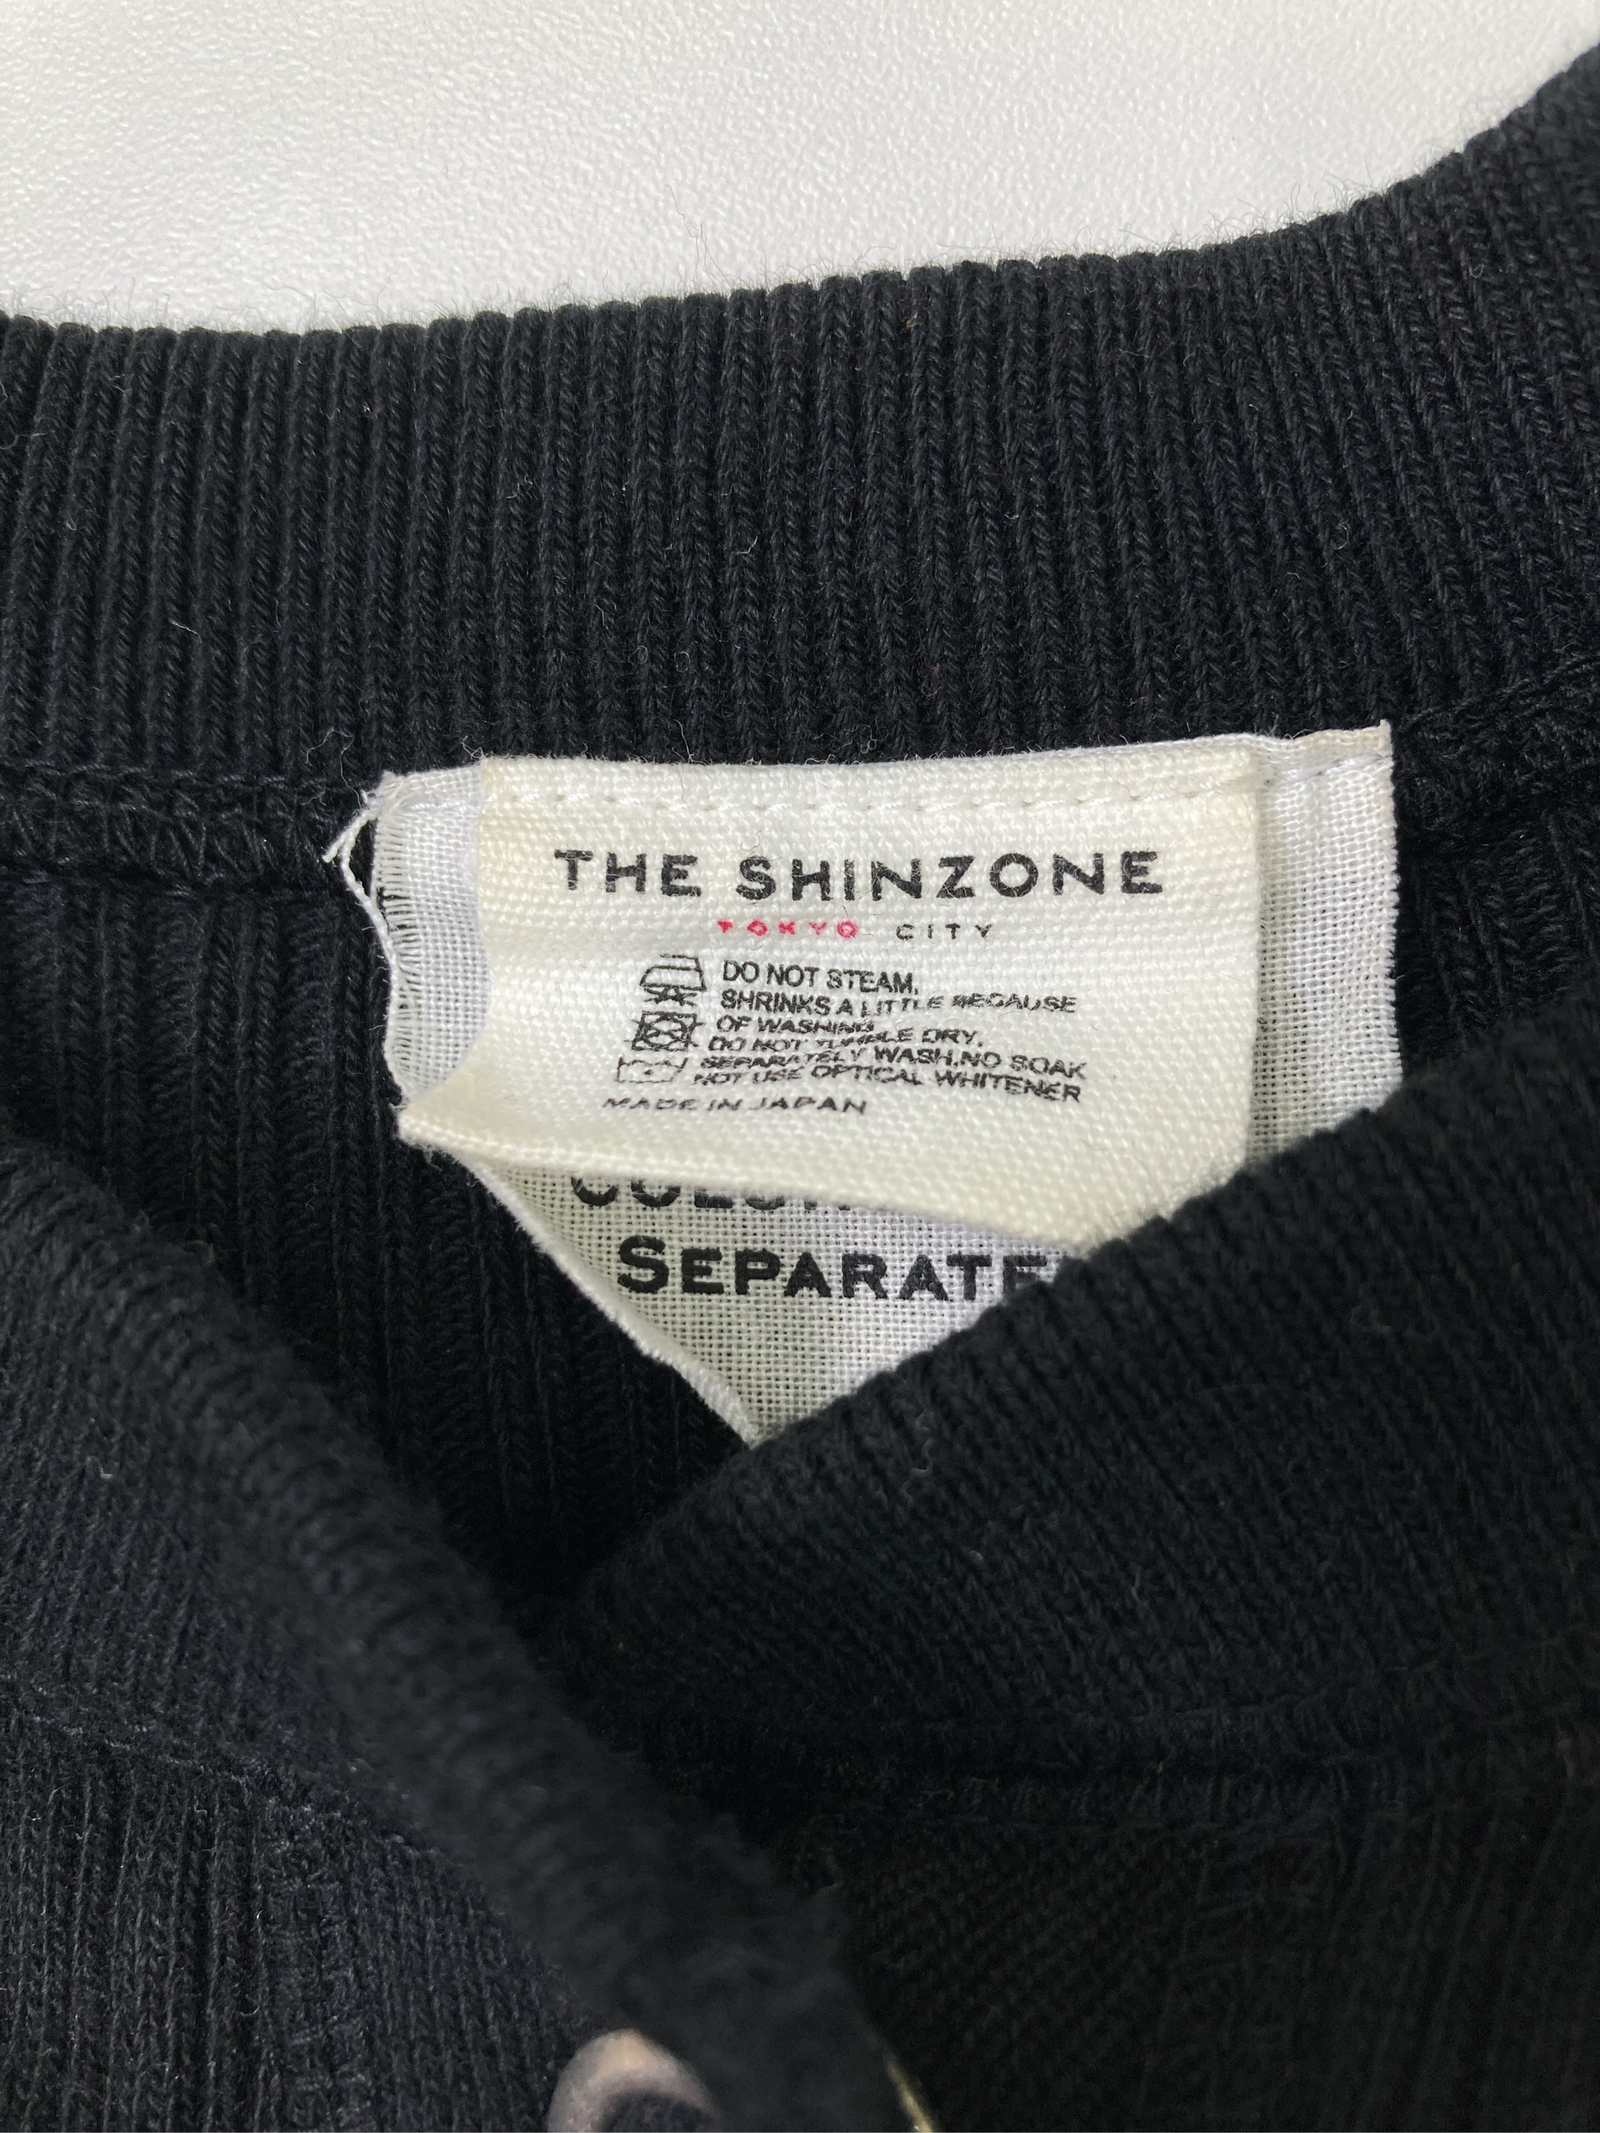 THE SHINZONE
TOKYO CITY
DO NOT STEAM.
SHRINKS A LITTLE BECAUSE
OF WASHING
DO NOT TUMBLE DRY.
SEPARATELY WASH.NO SOAK
NOT USE OPTICAL WHITENER
MADE IN JAPAN
SEPARATE